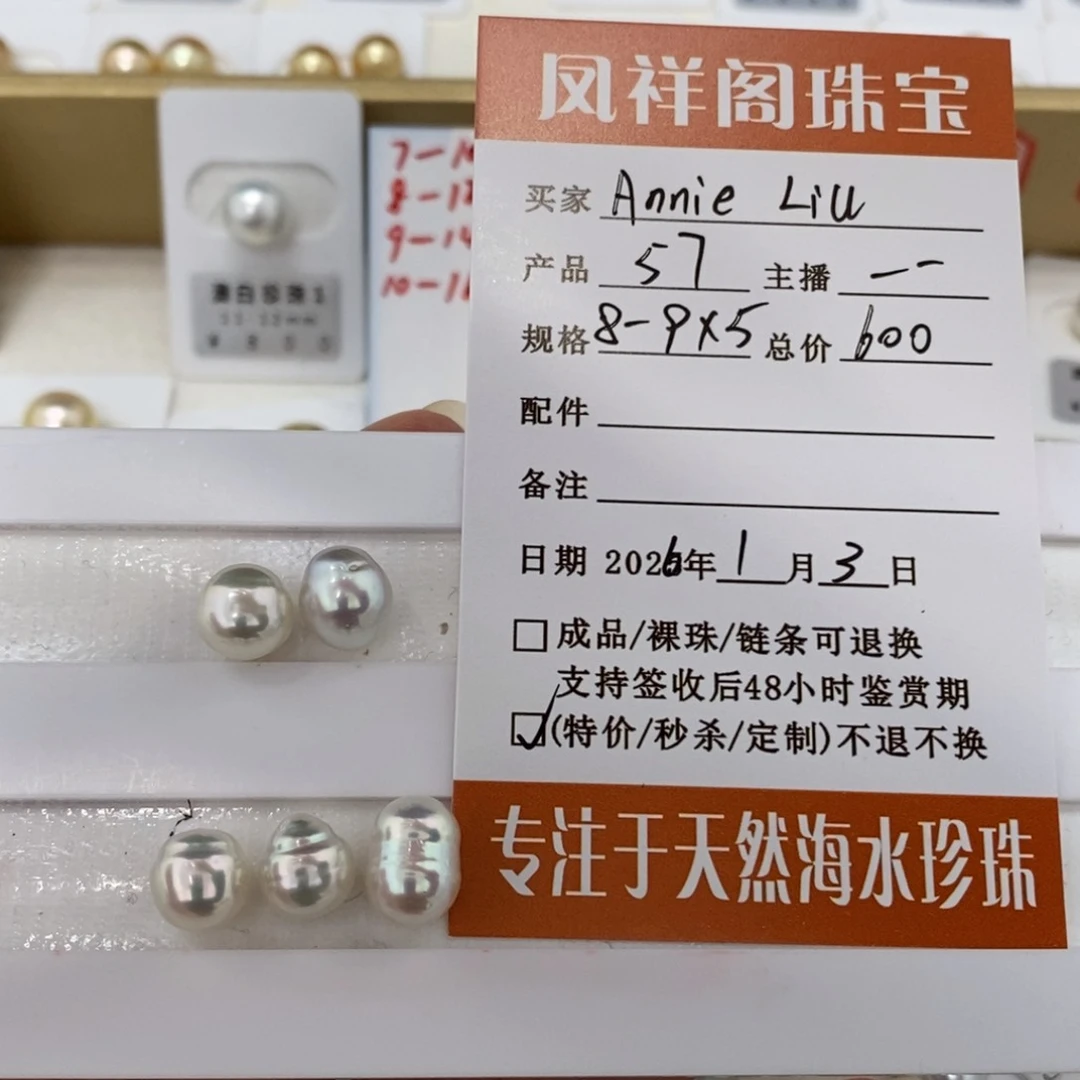 凤祥阁珠宝
买家 Annie Liu
产品 57 主播 一一
规格 8-9x5 总价 600
配件
备注
日期 2026年1月3日
成品/裸珠/链条可退换
支持签收后48小时鉴赏期
(特价/秒杀/定制)不退不换
专注于天然海水珍珠
7-1
8-1
9-14
10-1
澳白珍珠
11-12mm